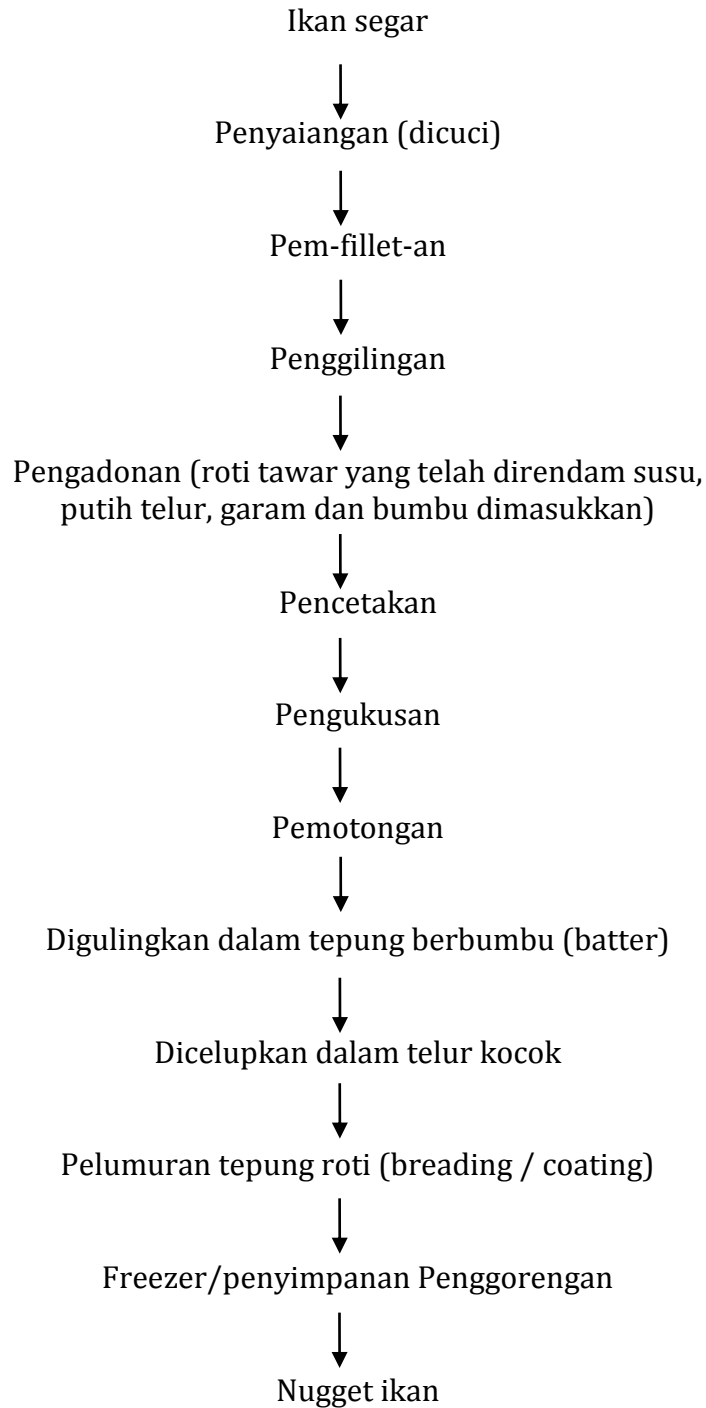 Ikan segar
Penyaiangan (dicuci)
Pem-fillet-an
Penggilingan
Pengadonan (roti tawar yang telah direndam susu,
putih telur, garam dan bumbu dimasukkan)
Pencetakan
Pengukusan
Pemotongan
Digulingkan dalam tepung berbumbu (batter)
Dicelupkan dalam telur kocok
Pelumuran tepung roti (breading / coating)
Freezer/penyimpanan Penggorengan
Nugget ikan